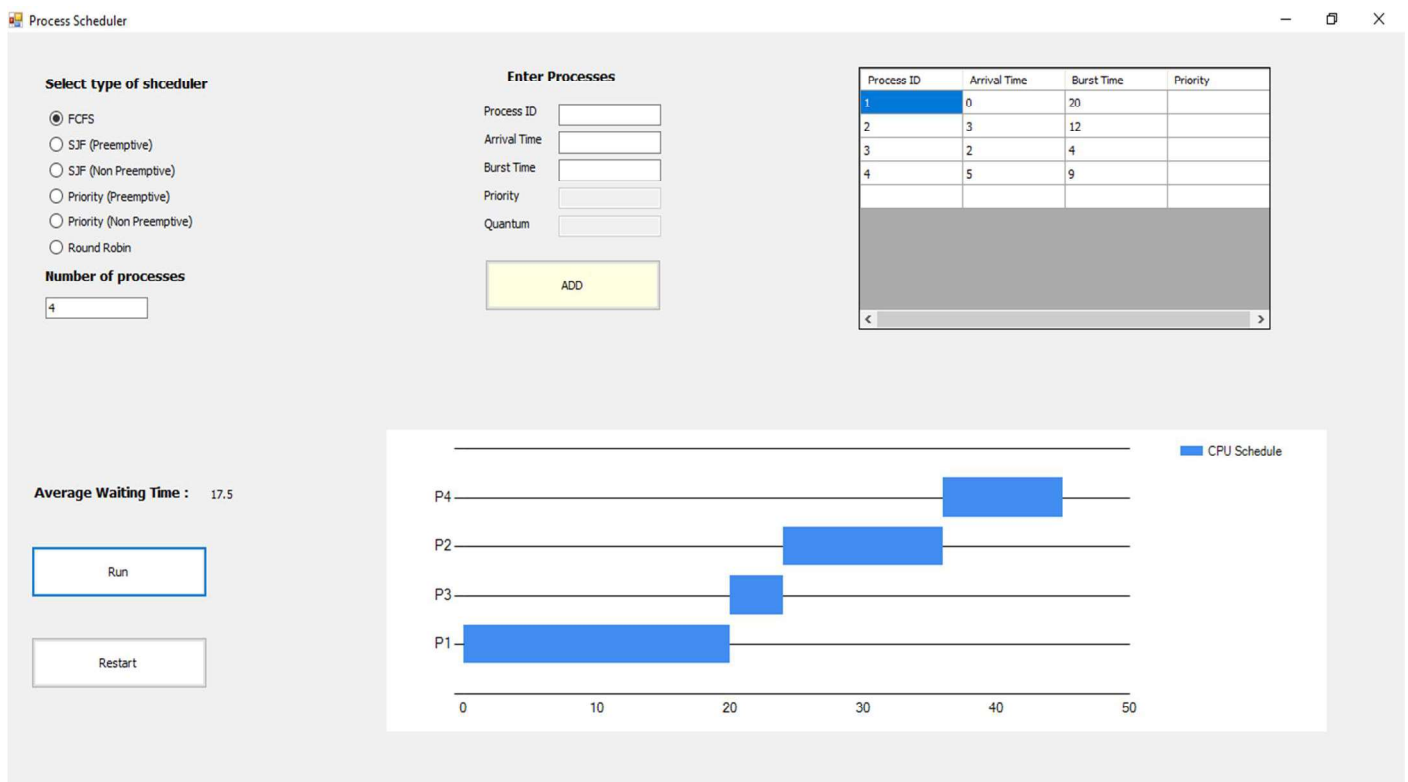 Process Scheduler
Select type of shceduler
FCFS
SJF (Preemptive)
SJF (Non Preemptive)
Priority (Preemptive)
Priority (Non Preemptive)
Round Robin
Number of processes
4
Enter Processes
Process ID
Arrival Time
Burst Time
Priority
Quantum
ADD
Process ID Arrival Time Burst Time Priority
1 0 20
2 3 12
3 2 4
4 5 9
Average Waiting Time : 17.5
Run
Restart
CPU Schedule
P4
P2
P3
P1
0 10 20 30 40 50